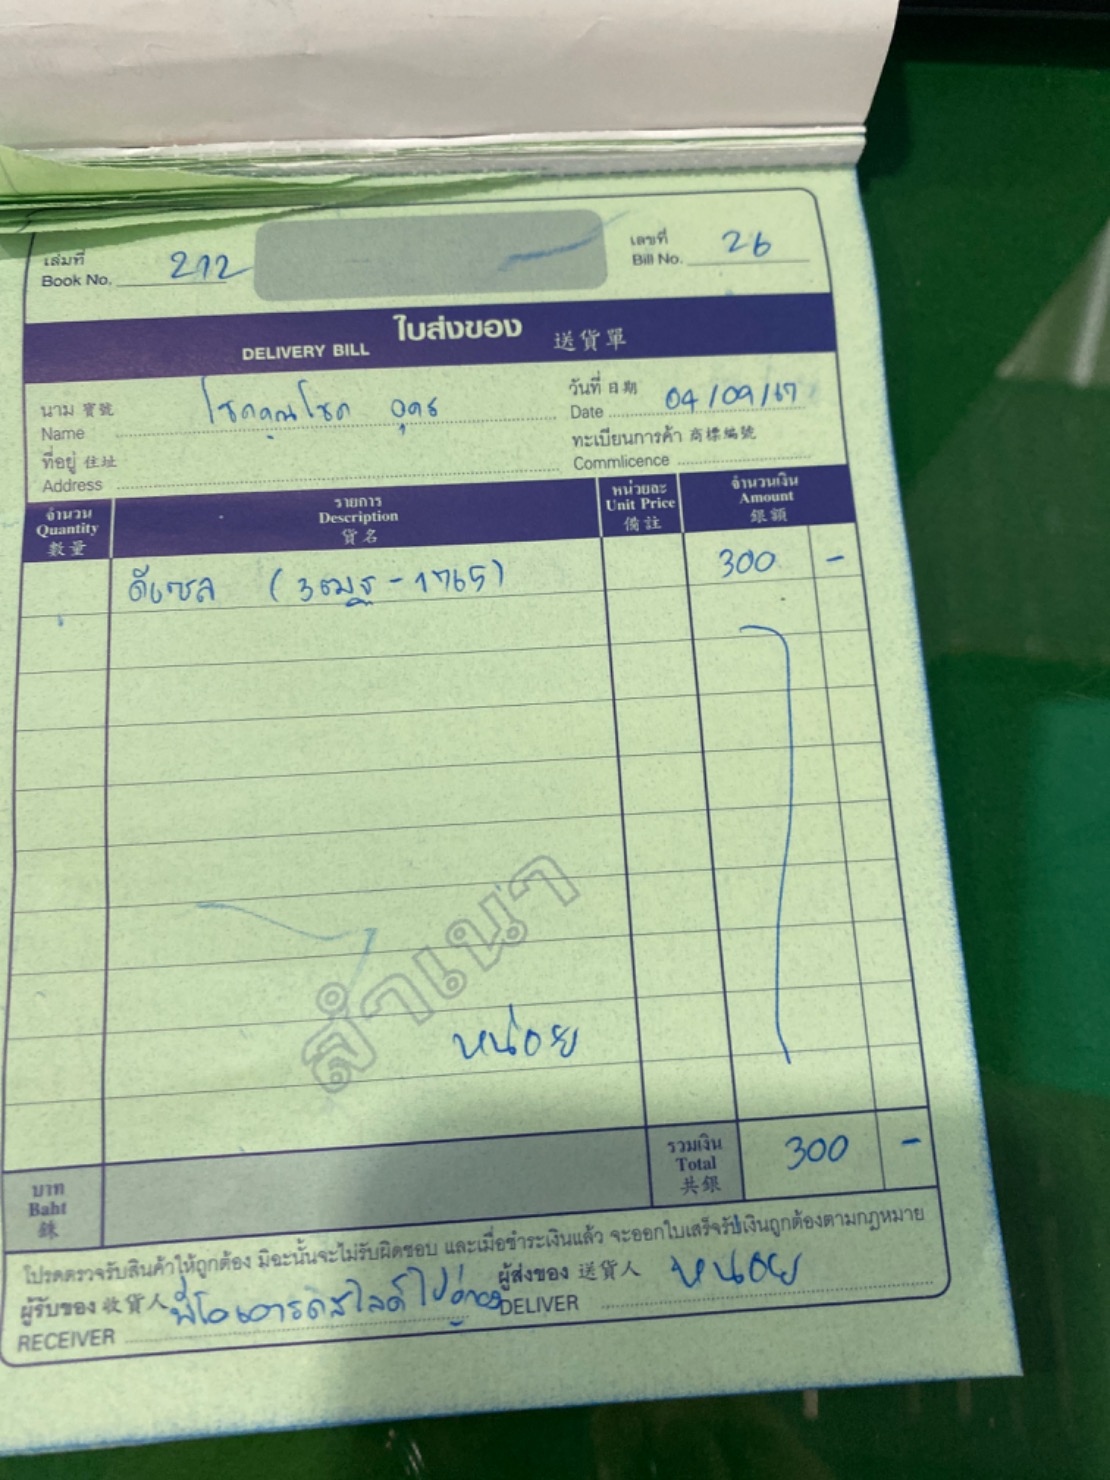 เล่มที่ 272 เลขที่ 26
Book No. Bill No.
ใบส่งของ
DELIVERY BILL 送貨單
นาม 寳號 โชคคุณโชค อุดร วันที่ 日期 04/09/67
Name Date
ทะเบียนการค้า 商標編號
ที่อยู่ 住址 Commlicence
Address
จำนวน รายการ หน่วยละ จำนวนเงิน
Quantity Description Unit Price Amount
數量 貨名 備註 銀額
ดีเซล (3ฒฐ-1765) 300 -
สำเนา
หน่อย
บาท รวมเงิน 300 -
Baht Total
銖 共銀
โปรดตรวจรับสินค้าให้ถูกต้อง มิฉะนั้นจะไม่รับผิดชอบ และเมื่อชำระเงินแล้ว จะออกใบเสร็จรับเงินถูกต้องตามกฎหมาย
ผู้รับของ 收貨人 ผู้ส่งของ 送貨人 หน่อย
RECEIVER DELIVER